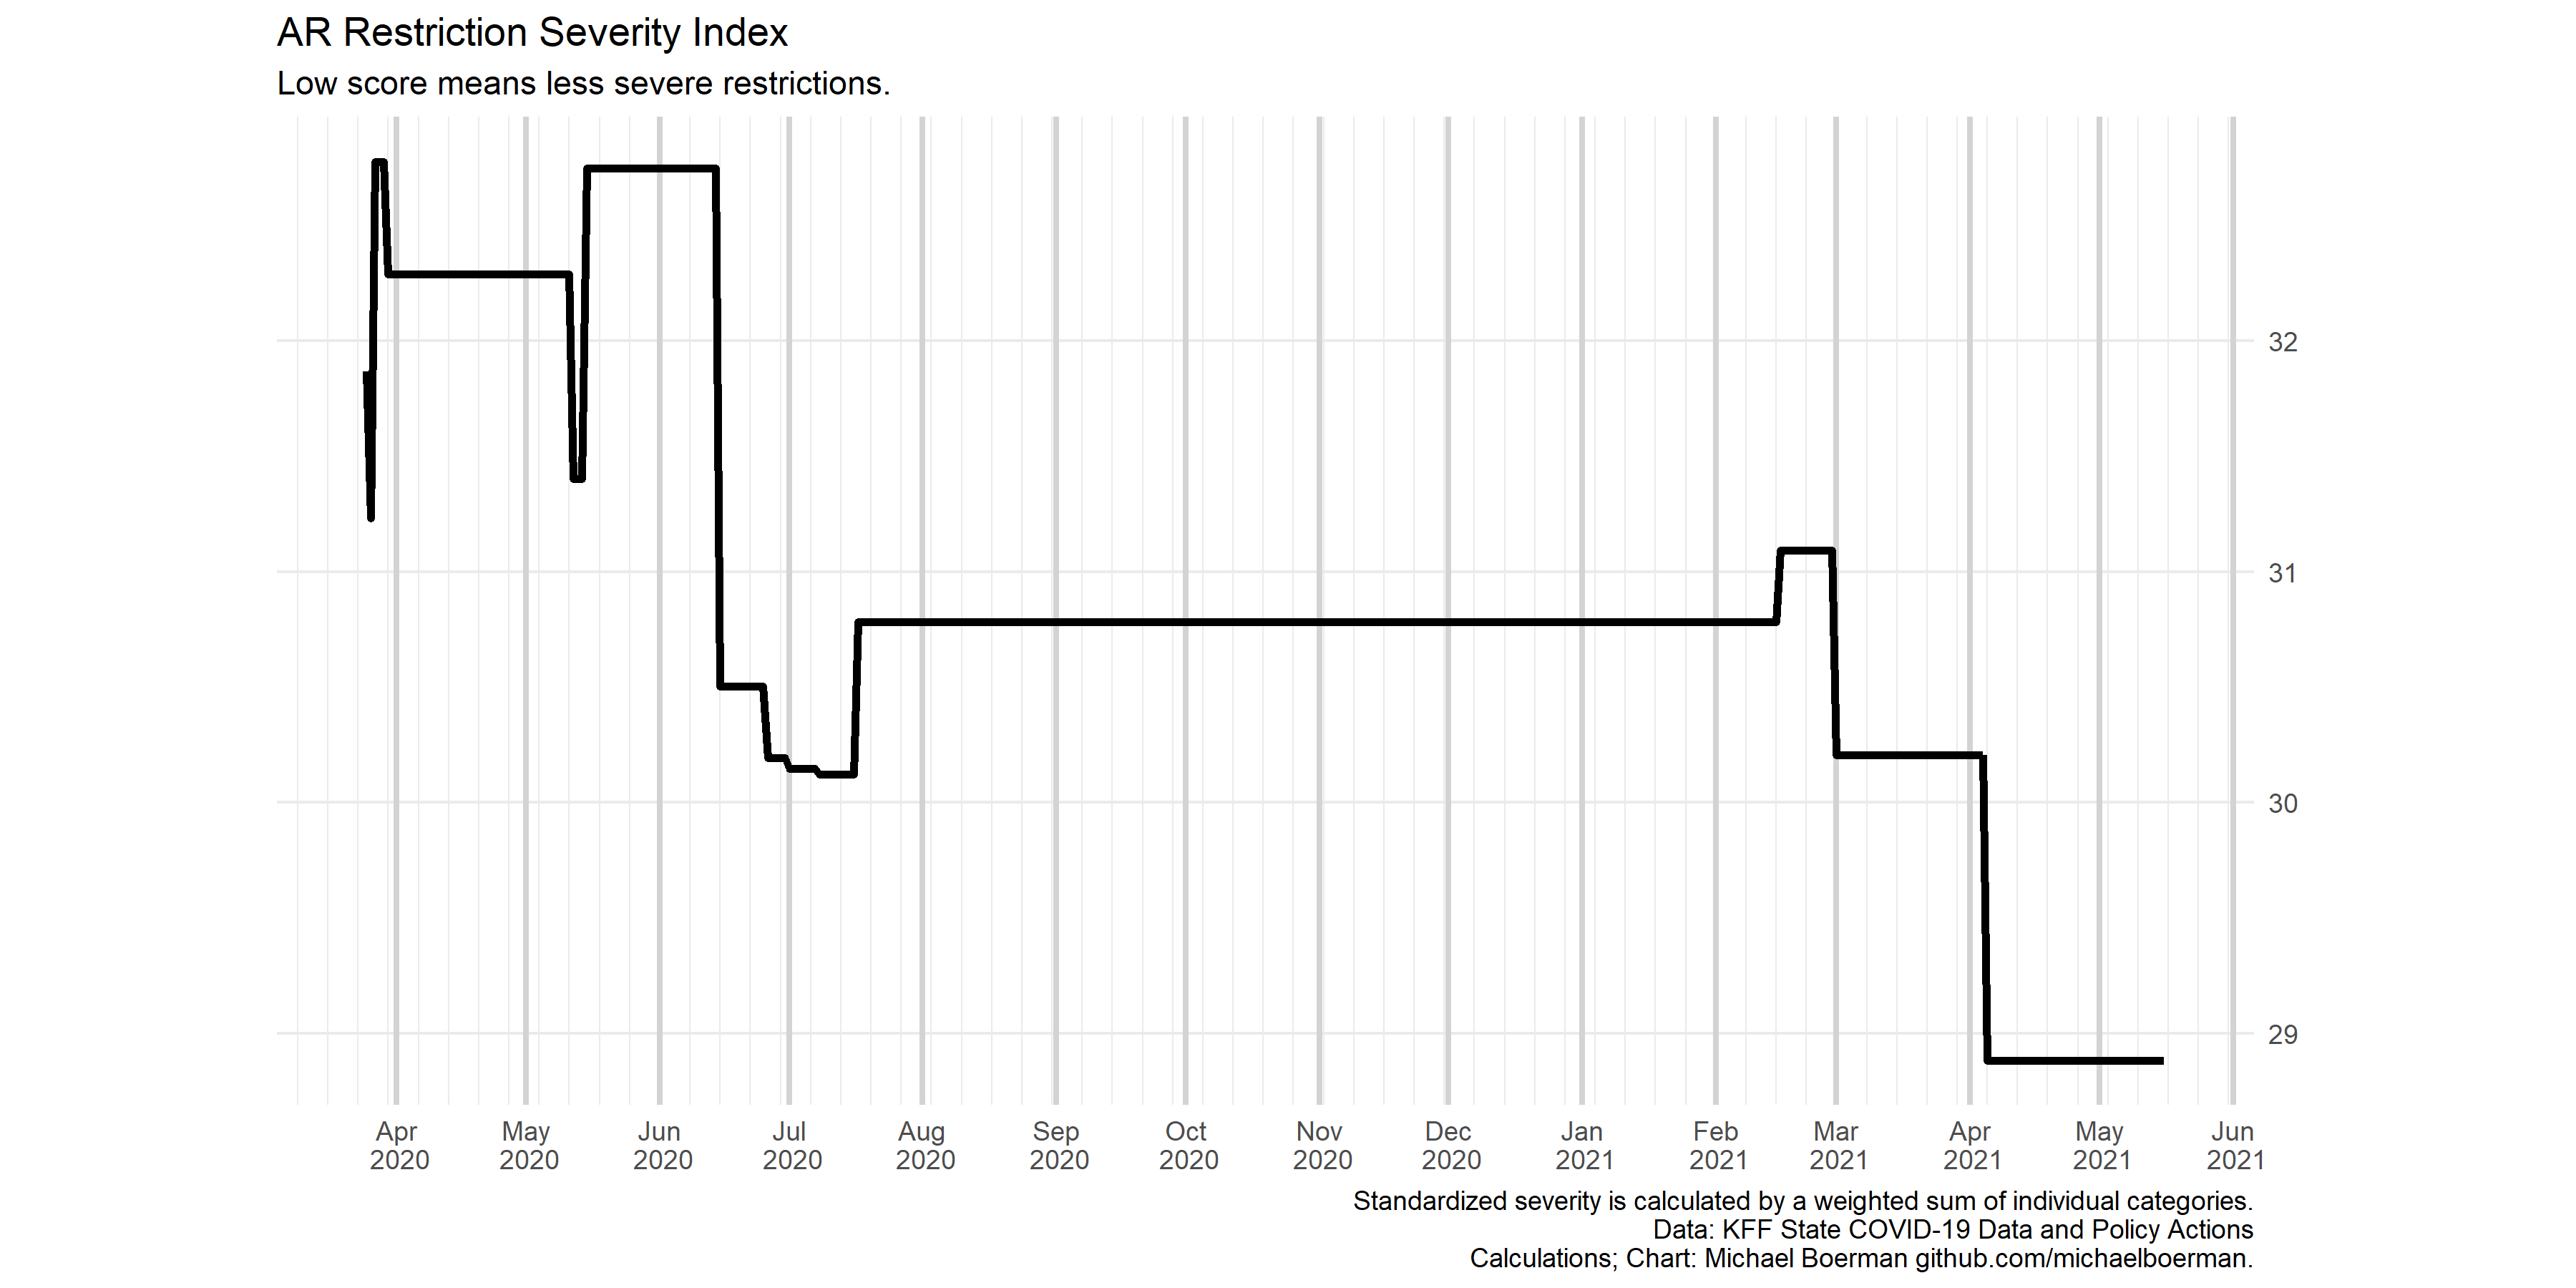 AR Restriction Severity Index
Low score means less severe restrictions.
32
31
30
29
Apr May Jun Jul Aug Sep Oct Nov Dec Jan Feb Mar Apr May Jun
2020 2020 2020 2020 2020 2020 2020 2020 2020 2021 2021 2021 2021 2021 2021
Standardized severity is calculated by a weighted sum of individual categories.
Data: KFF State COVID-19 Data and Policy Actions
Calculations; Chart: Michael Boerman github.com/michaelboerman.